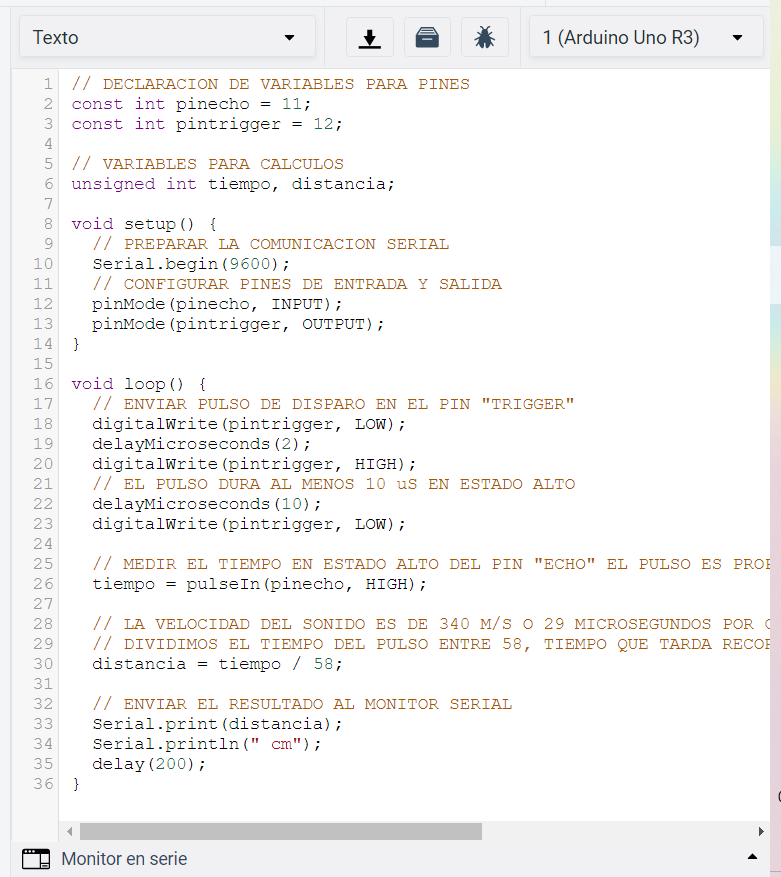 Texto
1 (Arduino Uno R3)
1 // DECLARACION DE VARIABLES PARA PINES
2 const int pinecho = 11;
3 const int pintrigger = 12;
4
5 // VARIABLES PARA CALCULOS
6 unsigned int tiempo, distancia;
7
8 void setup() {
9 // PREPARAR LA COMUNICACION SERIAL
10 Serial.begin(9600);
11 // CONFIGURAR PINES DE ENTRADA Y SALIDA
12 pinMode(pinecho, INPUT);
13 pinMode(pintrigger, OUTPUT);
14 }
15
16 void loop() {
17 // ENVIAR PULSO DE DISPARO EN EL PIN "TRIGGER"
18 digitalWrite(pintrigger, LOW);
19 delayMicroseconds(2);
20 digitalWrite(pintrigger, HIGH);
21 // EL PULSO DURA AL MENOS 10 uS EN ESTADO ALTO
22 delayMicroseconds(10);
23 digitalWrite(pintrigger, LOW);
24
25 // MEDIR EL TIEMPO EN ESTADO ALTO DEL PIN "ECHO" EL PULSO ES
26 tiempo = pulseIn(pinecho, HIGH);
27
28 // LA VELOCIDAD DEL SONIDO ES DE 340 M/S O 29 MICROSEGUNDOS POR
29 // DIVIDIMOS EL TIEMPO DEL PULSO ENTRE 58, TIEMPO QUE TARDA
30 distancia = tiempo / 58;
31
32 // ENVIAR EL RESULTADO AL MONITOR SERIAL
33 Serial.print(distancia);
34 Serial.println(" cm");
35 delay(200);
36 }
Monitor en serie